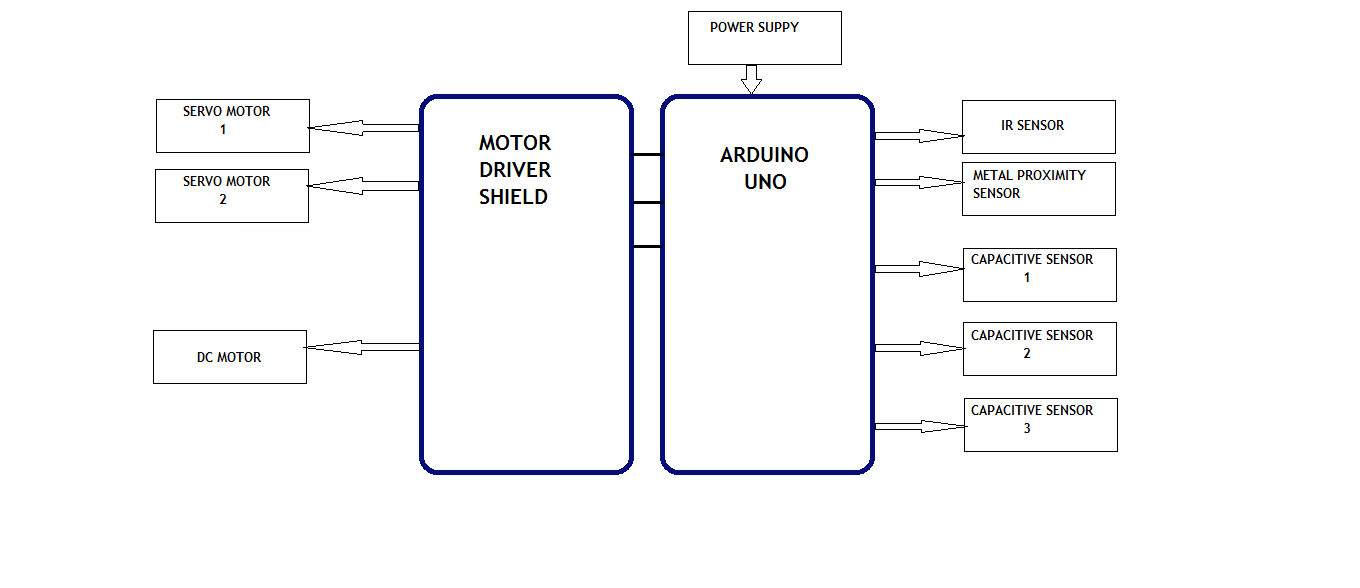 POWER SUPPY
SERVO MOTOR
1
SERVO MOTOR
2
DC MOTOR
MOTOR
DRIVER
SHIELD
ARDUINO
UNO
IR SENSOR
METAL PROXIMITY
SENSOR
CAPACITIVE SENSOR
1
CAPACITIVE SENSOR
2
CAPACITIVE SENSOR
3